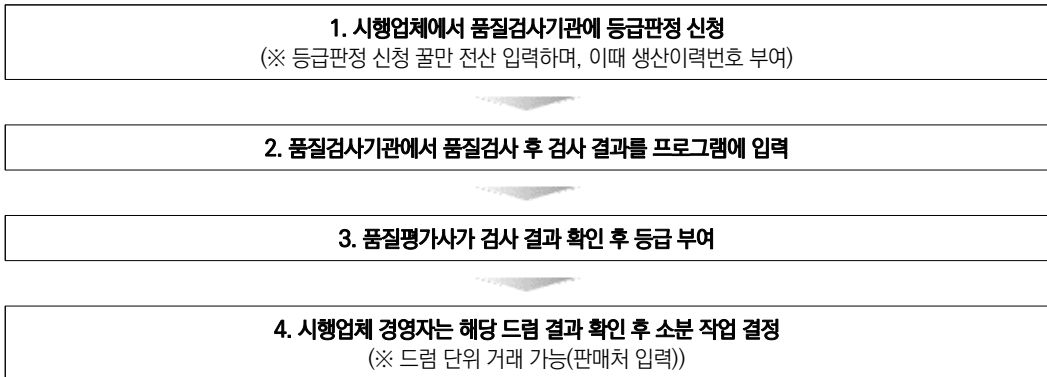 1. 시행업체에서 품질검사기관에 등급판정 신청
(※ 등급판정 신청 꿀만 전산 입력하며, 이때 생산이력번호 부여)
2. 품질검사기관에서 품질검사 후 검사 결과를 프로그램에 입력
3. 품질평가사가 검사 결과 확인 후 등급 부여
4. 시행업체 경영자는 해당 드럼 결과 확인 후 소분 작업 결정
(※ 드럼 단위 거래 가능(판매처 입력))